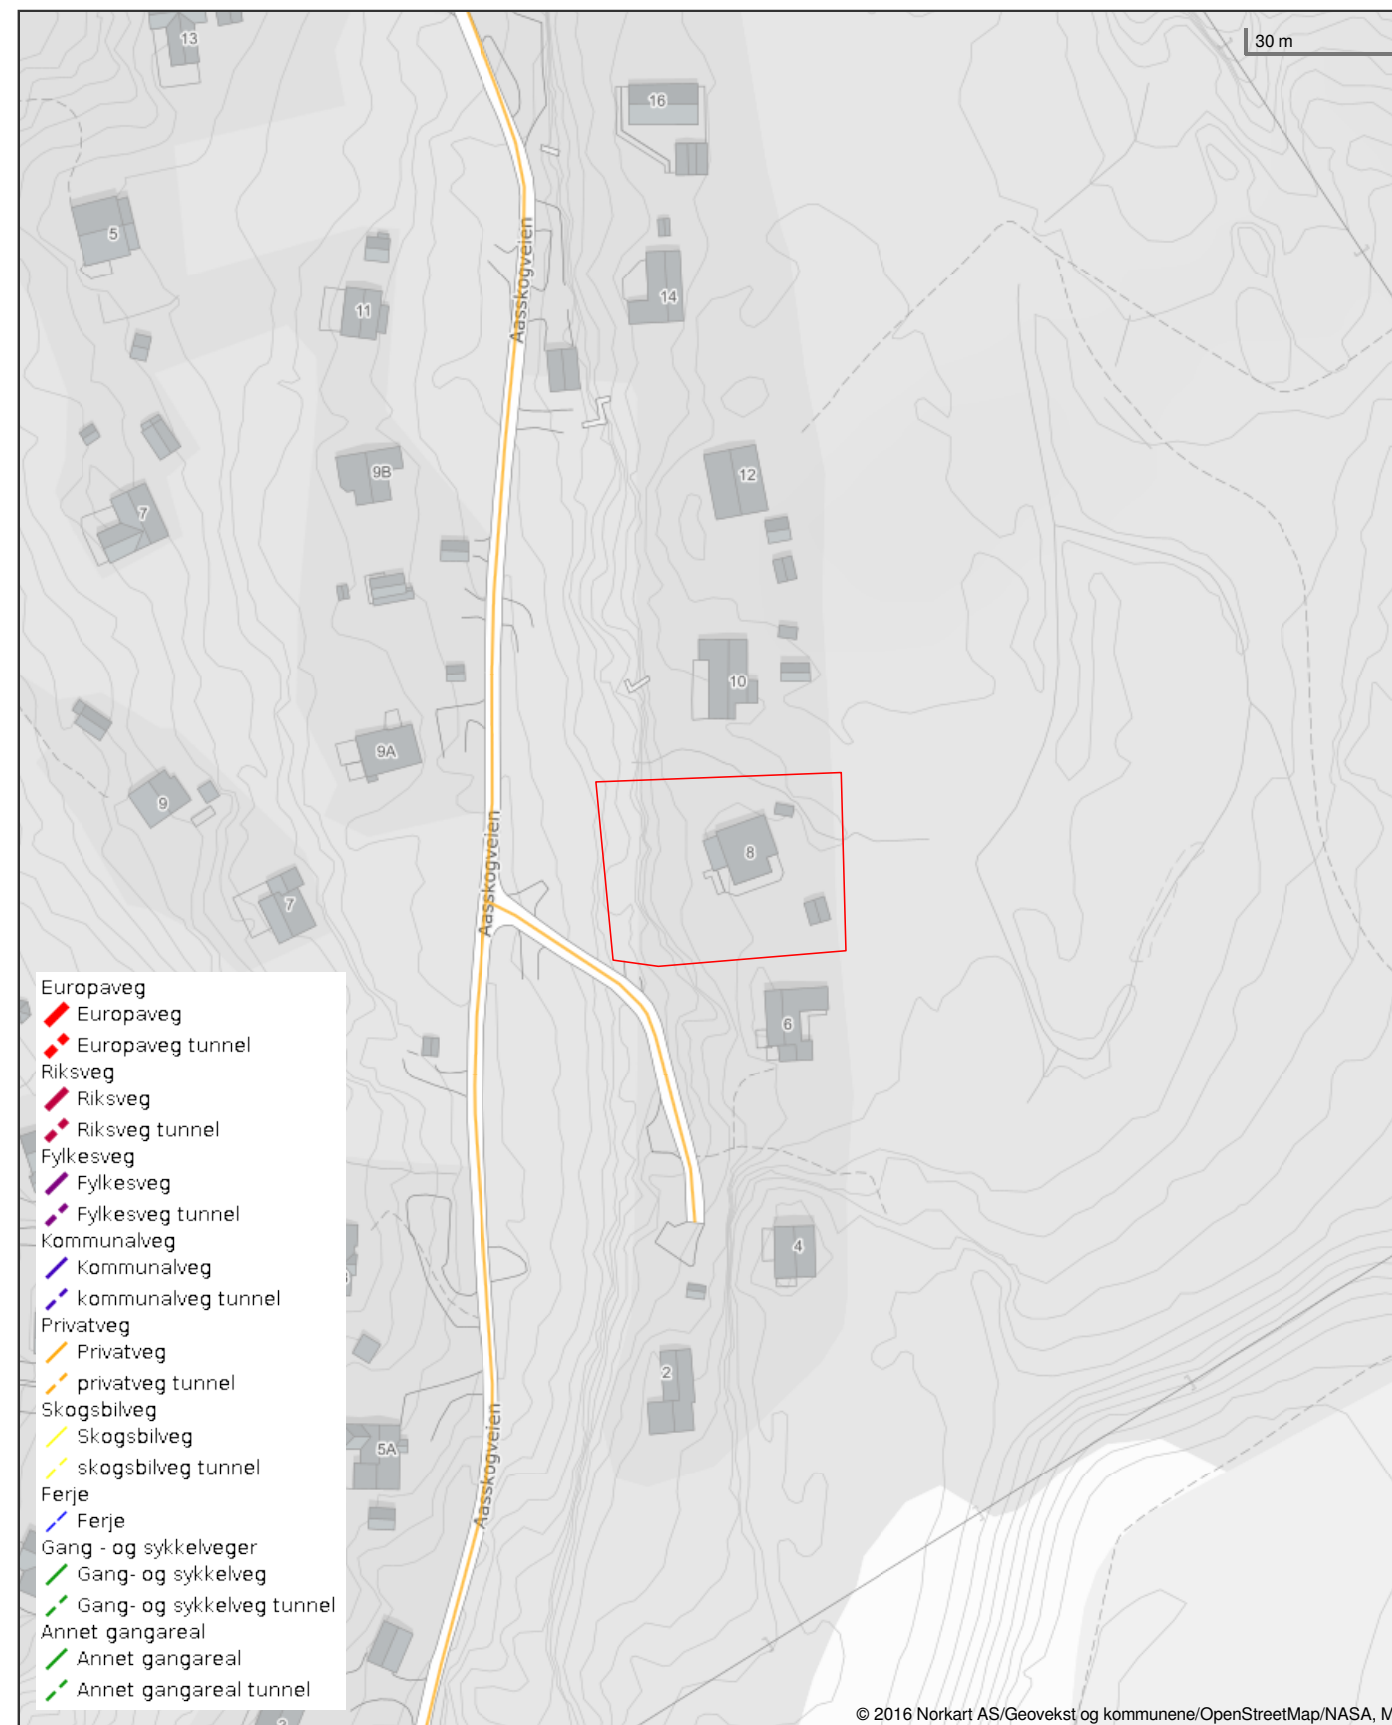 13
30 m
16
5
Aasskogveien
14
11
9B
12
7
10
9A
9
8
Aasskogveien
7
6
4
2
5A
Aasskogveien
Europaveg
Europaveg
Europaveg tunnel
Riksveg
Riksveg
Riksveg tunnel
Fylkesveg
Fylkesveg
Fylkesveg tunnel
Kommunalveg
Kommunalveg
kommunalveg tunnel
Privatveg
Privatveg
privatveg tunnel
Skogsbilveg
Skogsbilveg
skogsbilveg tunnel
Ferje
Ferje
Gang - og sykkelveger
Gang- og sykkelveg
Gang- og sykkelveg tunnel
Annet gangareal
Annet gangareal
Annet gangareal tunnel
© 2016 Norkart AS/Geovekst og kommunene/OpenStreetMap/NASA, M